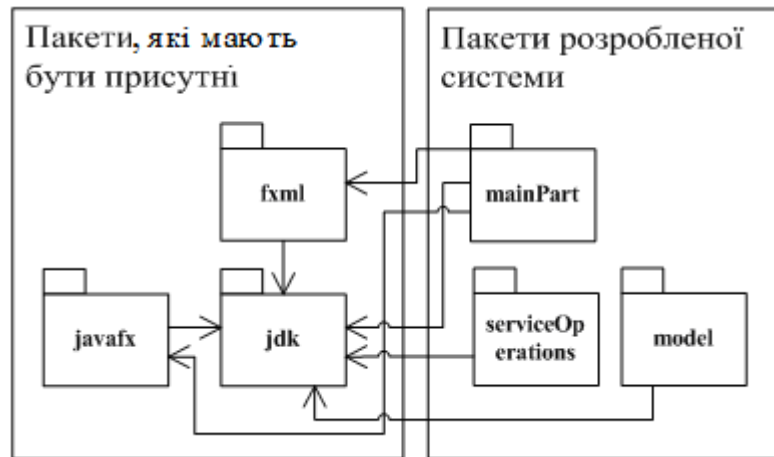 Пакети, які мають
бути присутні
Пакети розробленої
системи
fxml
mainPart
javafx
jdk
serviceOp
erations
model